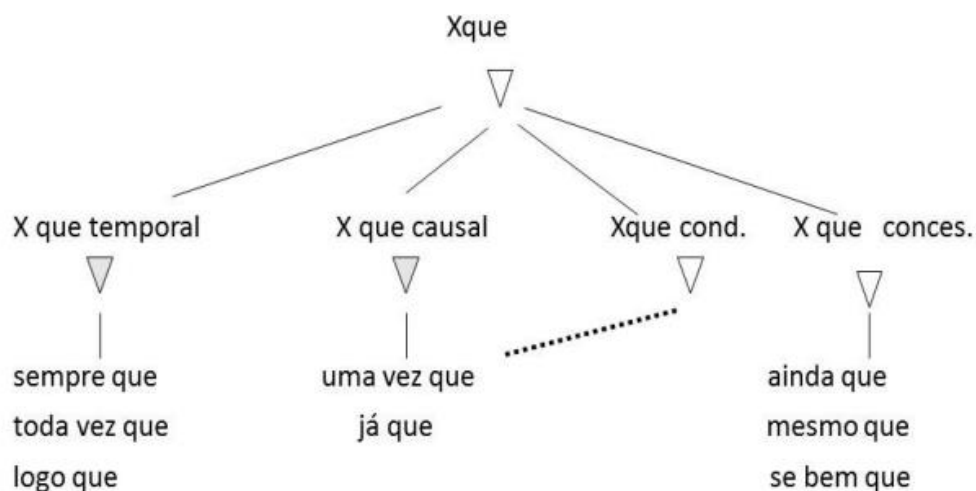 Xque
X que temporal X que causal Xque cond. X que conces.
sempre que uma vez que ainda que
toda vez que já que mesmo que
logo que se bem que